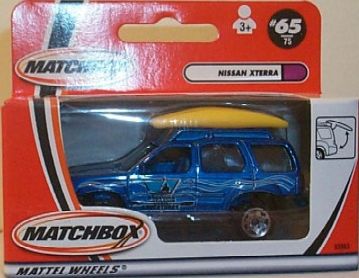 3+
#65
75
MATCHBOX
NISSAN XTERRA
MATCHBOX
MATTEL WHEELS